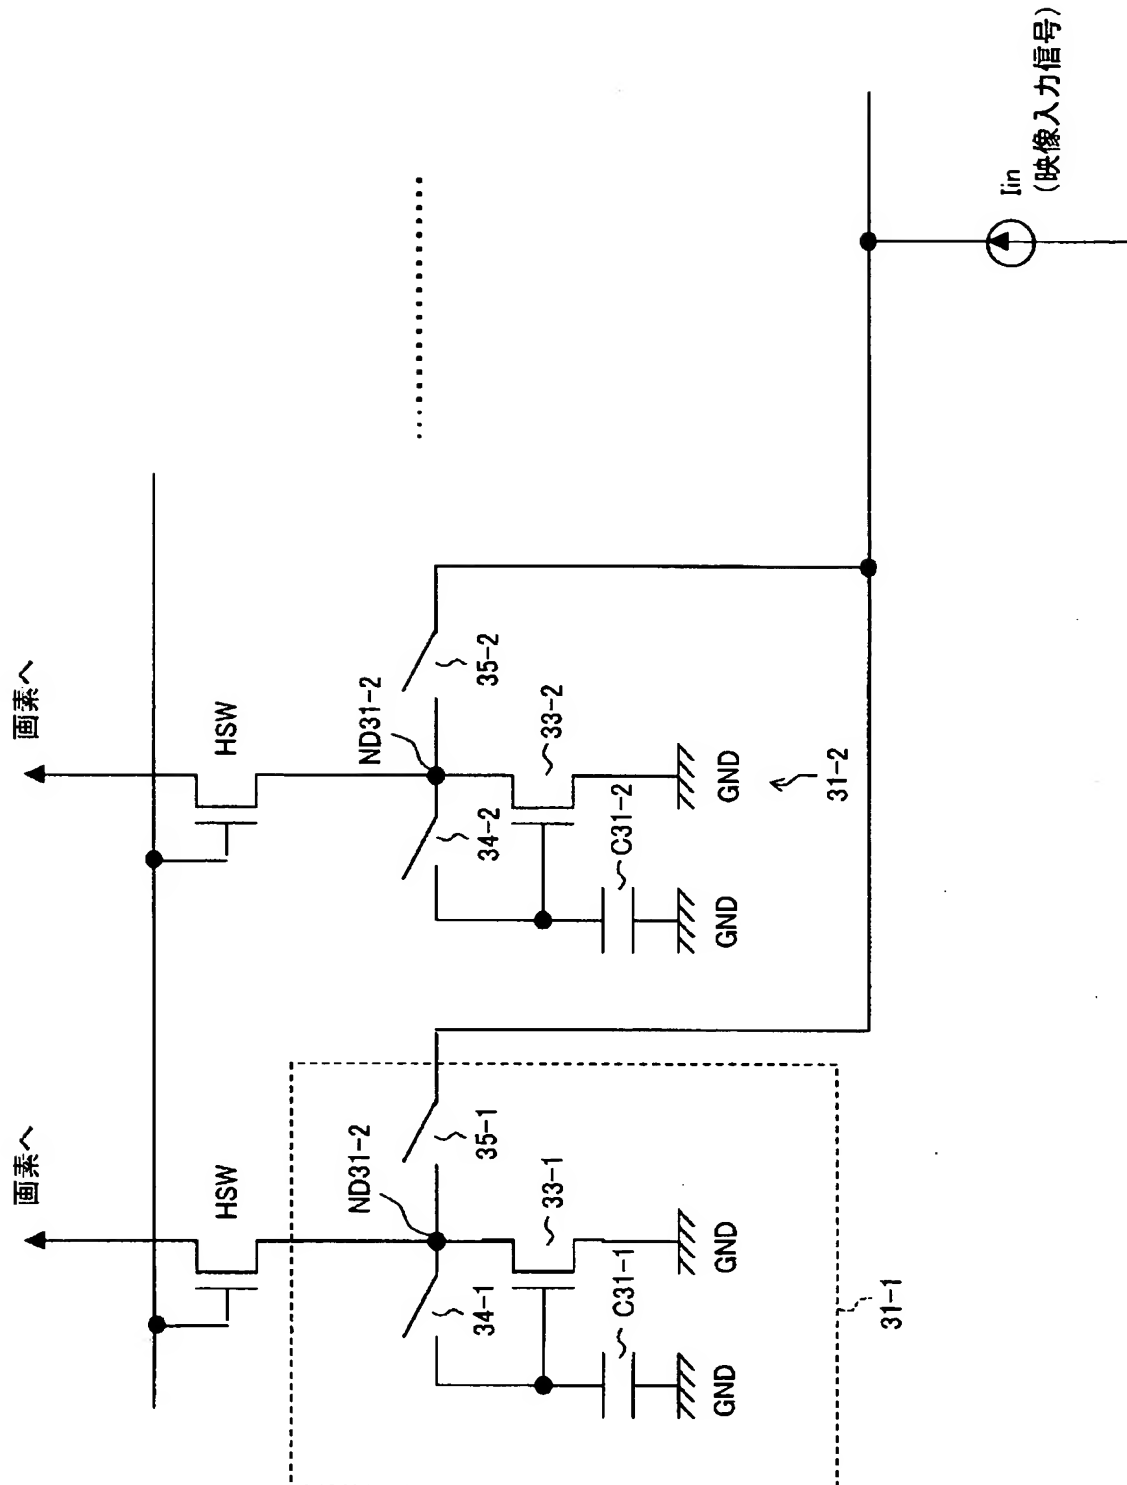 画素へ
HSW
ND31-2
34-1
35-1
33-1
C31-1
GND
GND
31-1
画素へ
HSW
ND31-2
34-2
35-2
33-2
C31-2
GND
GND
31-2
Iin
(映像入力信号)